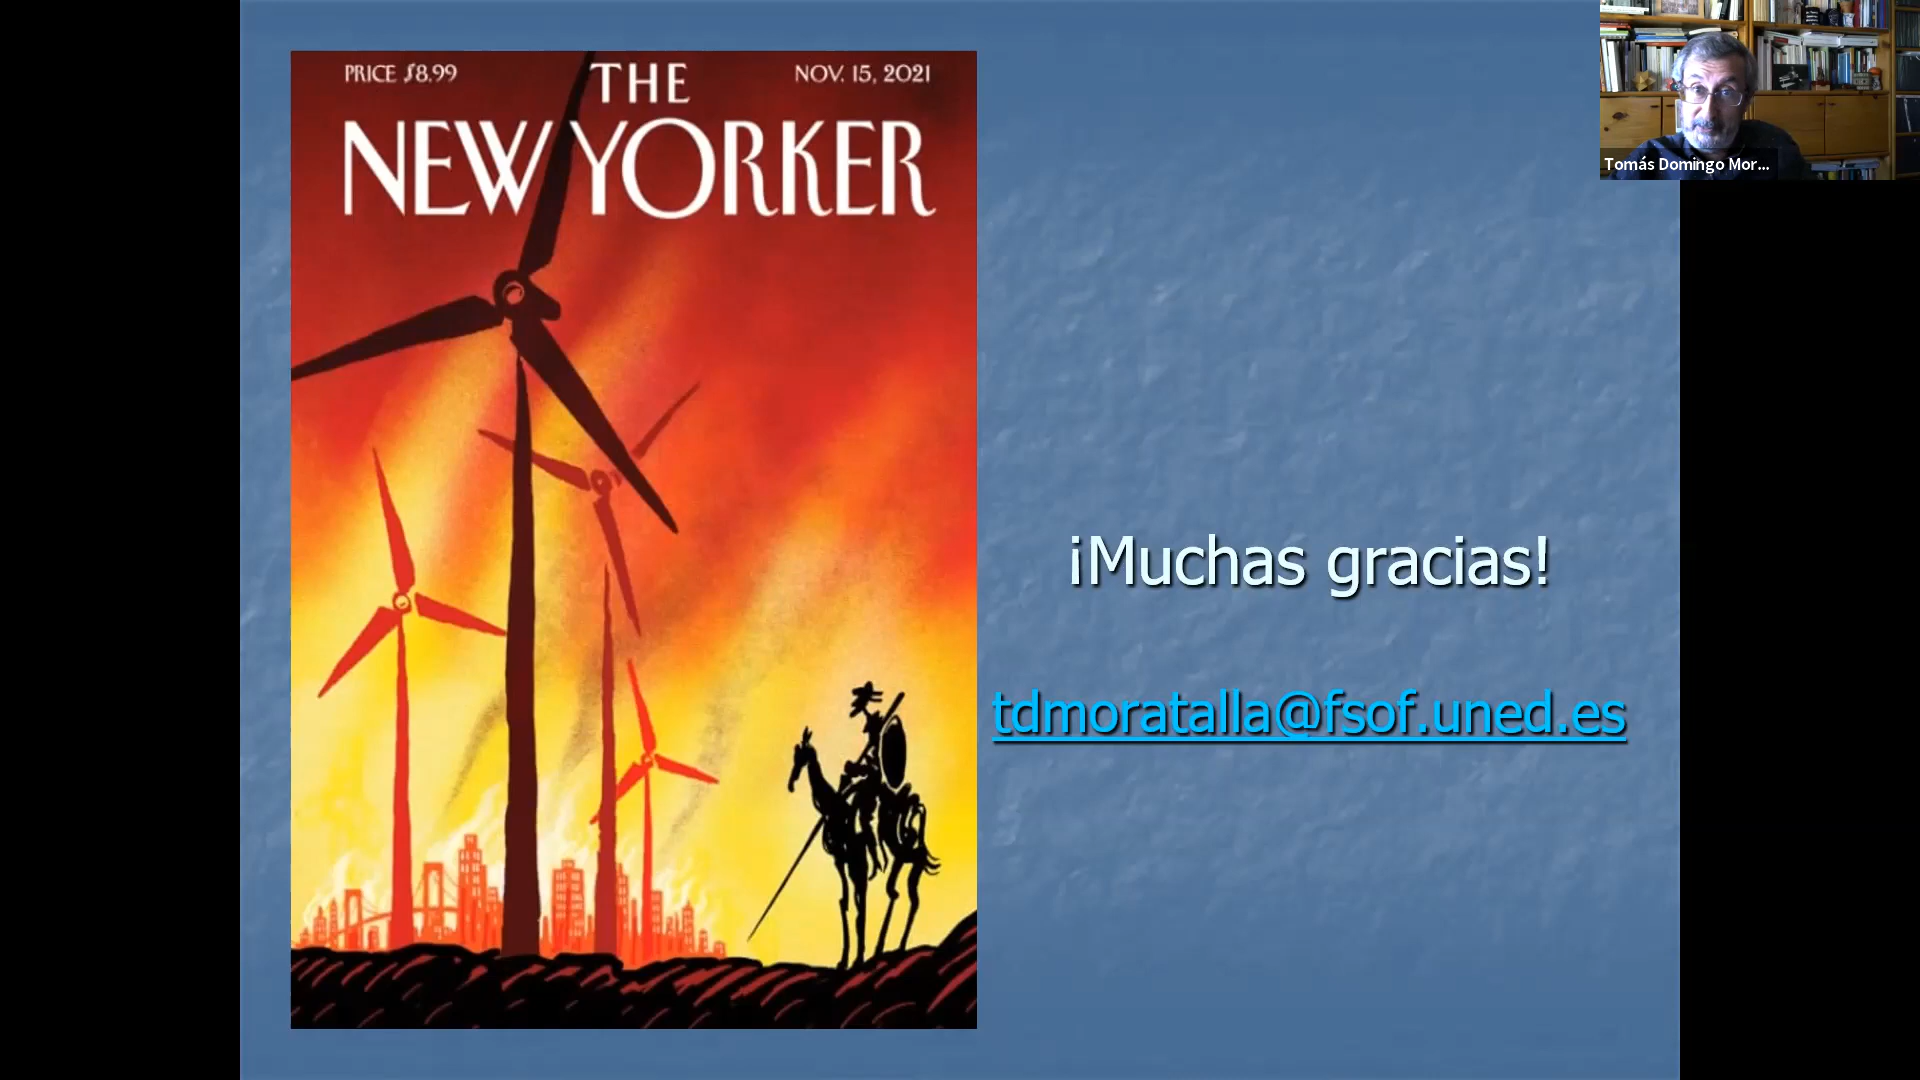 PRICE $8.99
THE
NOV. 15, 2021
NEW YORKER
¡Muchas gracias!
tdmoratalla@fsof.uned.es
Tomás Domingo Mor...